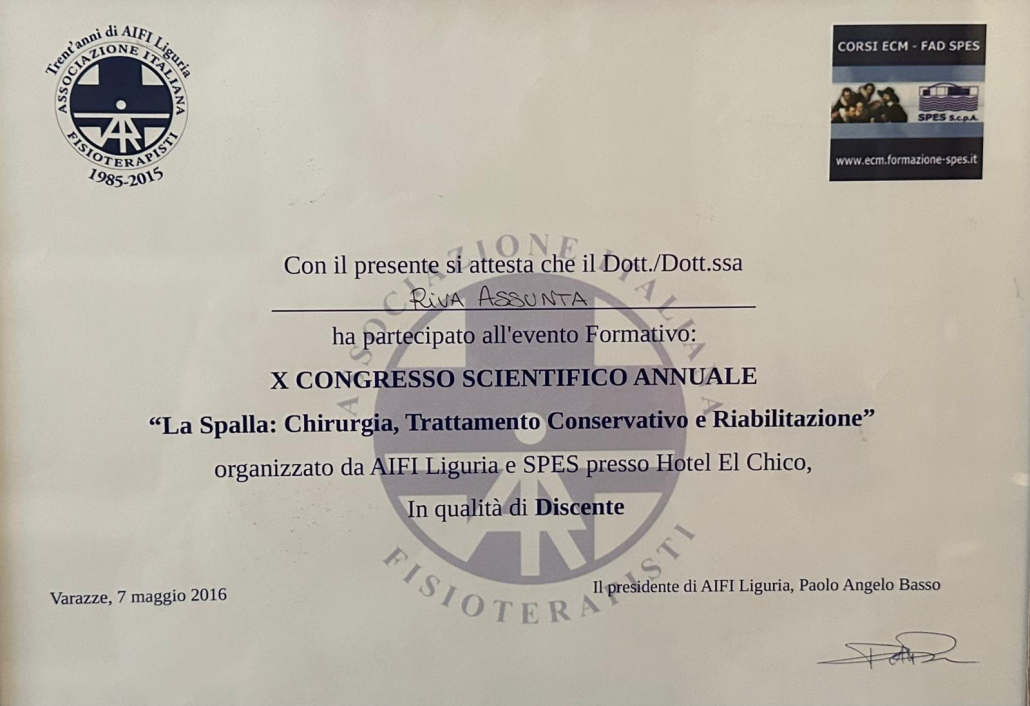 Trent'anni di AIFI Liguria
ASSOCIAZIONE ITALIANA
FISIOTERAPISTI
1985-2015
CORSI ECM - FAD SPES
SPES S.c.p.A.
www.ecm.formazione-spes.it
Con il presente si attesta che il Dott./Dott.ssa
RIVA ASSUNTA
ha partecipato all'evento Formativo:
X CONGRESSO SCIENTIFICO ANNUALE
“La Spalla: Chirurgia, Trattamento Conservativo e Riabilitazione”
organizzato da AIFI Liguria e SPES presso Hotel El Chico,
In qualità di Discente
ASSOCIAZIONE ITALIANA
FISIOTERAPISTI
Varazze, 7 maggio 2016
Il presidente di AIFI Liguria, Paolo Angelo Basso